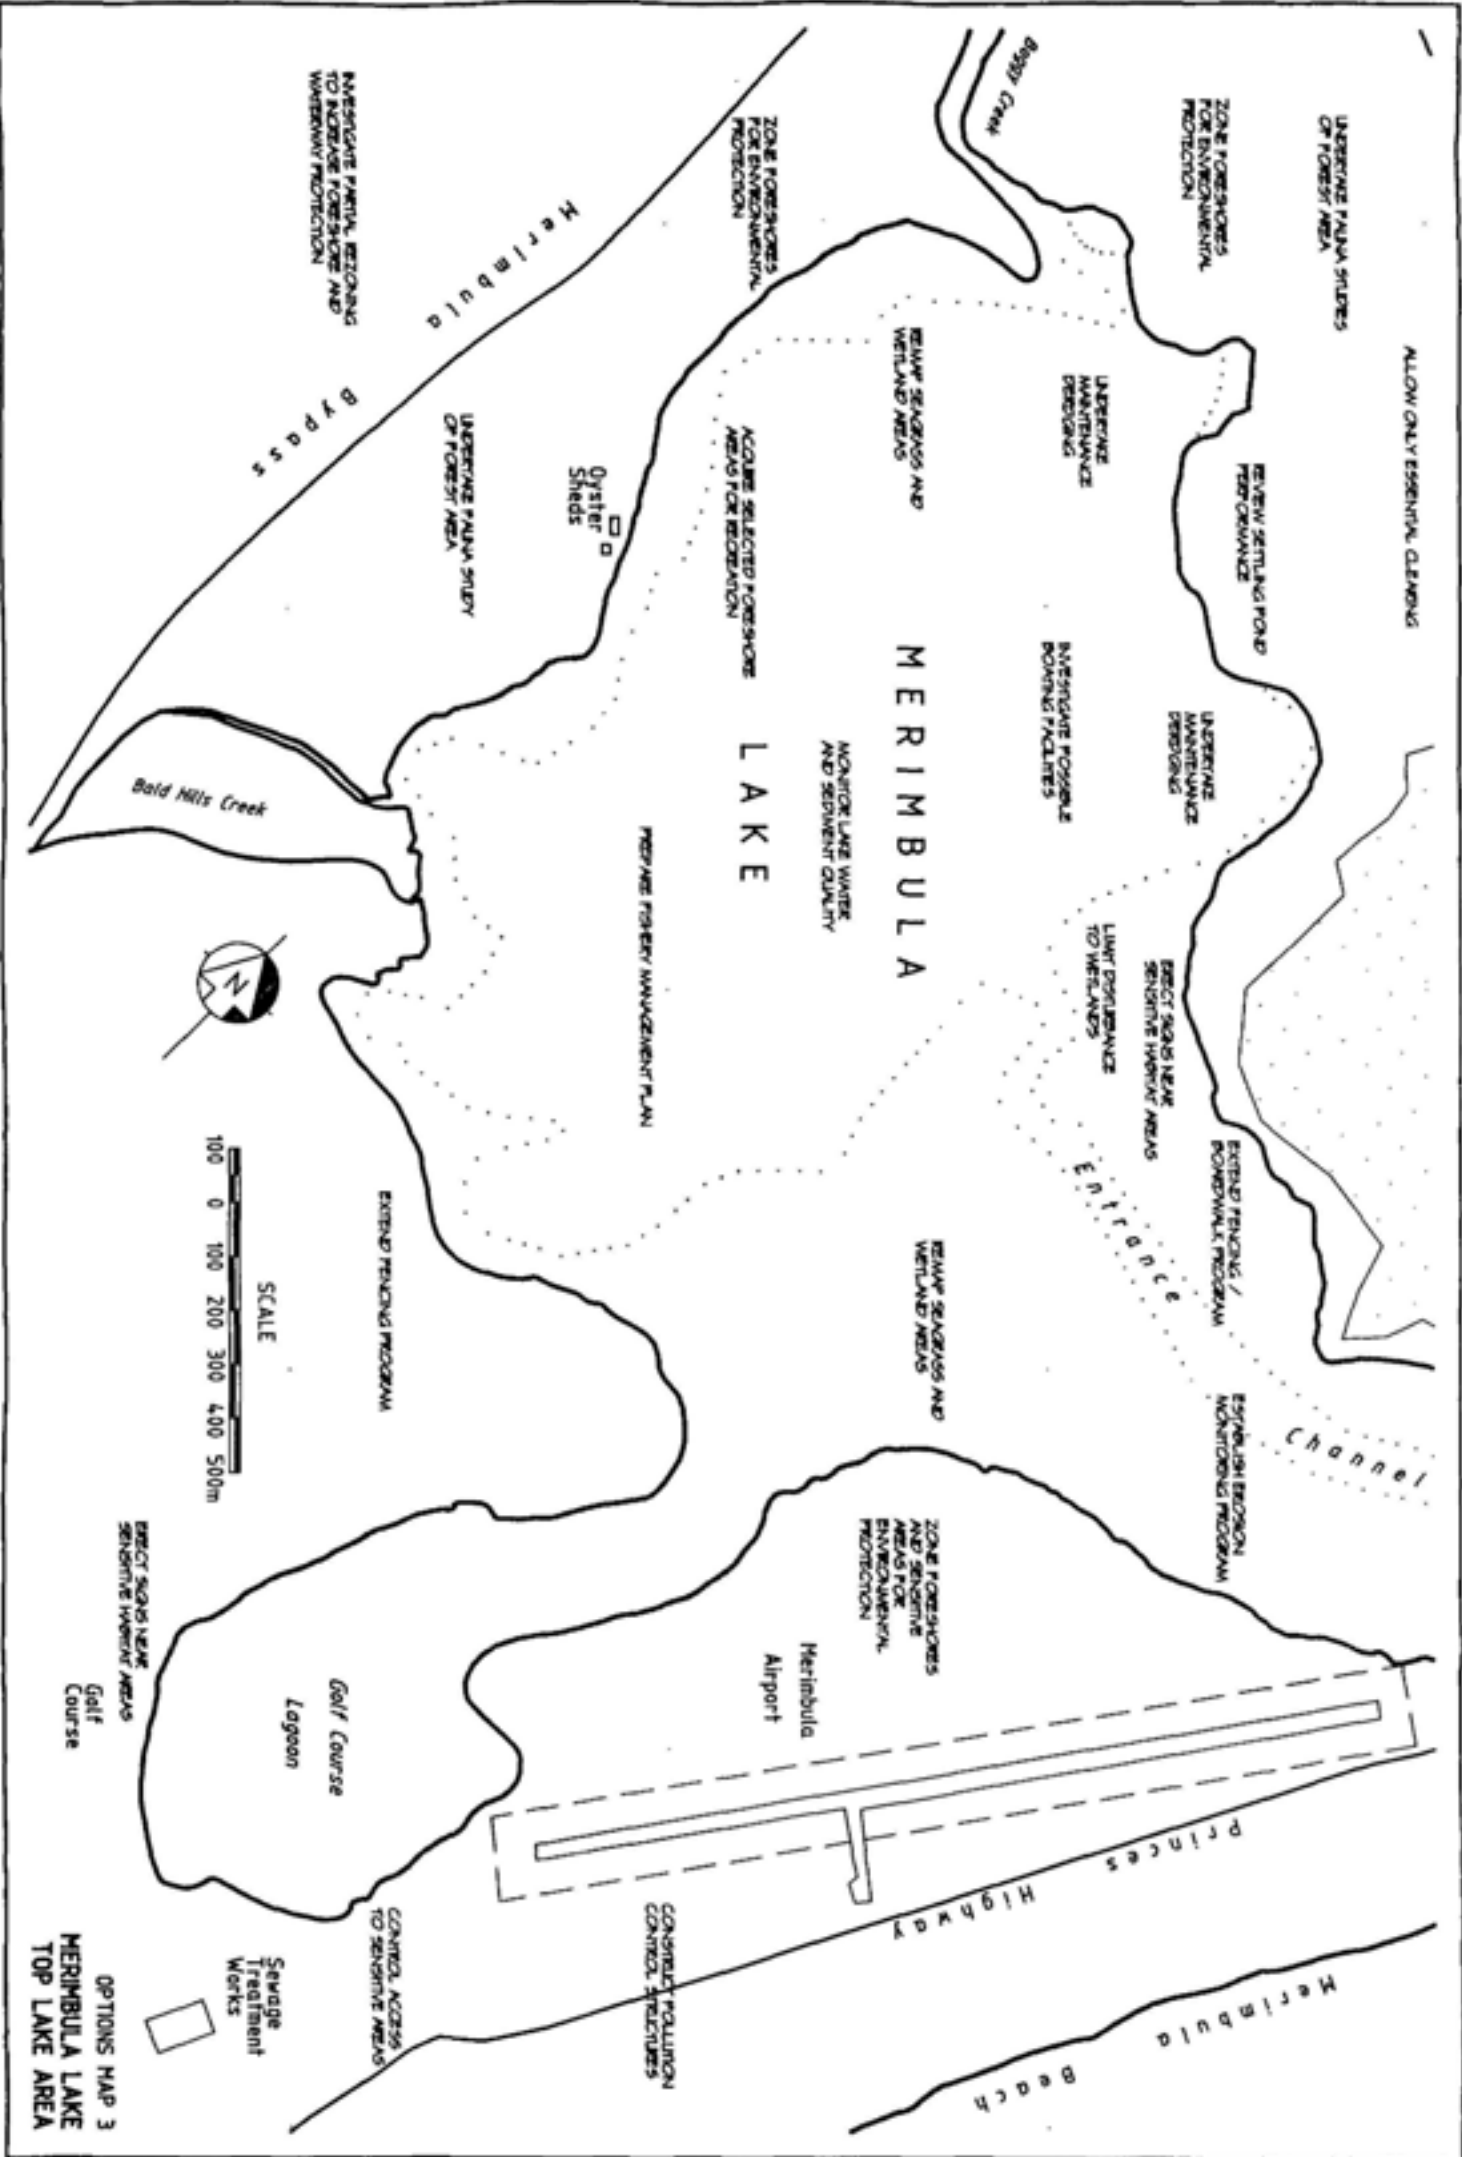 ALLOW ONLY ESSENTIAL CLEARING
UNDERTAKE FAUNA STUDIES
OF FOREST AREA
Boggy Creek
ZONE FORESHORES
FOR ENVIRONMENTAL
PROTECTION
REVIEW SETTLING POND
PERFORMANCE
UNDERTAKE
MAINTENANCE
DREDGING
UNDERTAKE
MAINTENANCE
DREDGING
ERECT SIGNS NEAR
SENSITIVE HABITAT AREAS
EXTEND FENCING /
BOARDWALK PROGRAM
ESTABLISH EROSION
MONITORING PROGRAM
LIMIT DISTURBANCE
TO WETLANDS
Entrance
Channel
INVESTIGATE POSSIBLE
BOATING FACILITIES
REMAP SEAGRASS AND
WETLAND AREAS
MERIMBULA
REMAP SEAGRASS AND
WETLAND AREAS
MONITOR LAKE WATER
AND SEDIMENT QUALITY
LAKE
ZONE FORESHORES
AND SENSITIVE
AREAS FOR
ENVIRONMENTAL
PROTECTION
Merimbula
Airport
Princes
Highway
Merimbula
Beach
ZONE FORESHORES
FOR ENVIRONMENTAL
PROTECTION
ACQUIRE SELECTED FORESHORE
AREAS FOR RECREATION
PREPARE FISHERY MANAGEMENT PLAN
CONSTRUCT POLLUTION
CONTROL STRUCTURES
Oyster
Sheds
Merimbula
Bypass
UNDERTAKE FAUNA STUDY
OF FOREST AREA
INVESTIGATE PARTIAL REZONING
TO INCREASE FORESHORE AND
WATERWAY PROTECTION
Bald Hills Creek
N
EXTEND FENCING PROGRAM
SCALE
100 0 100 200 300 400 500m
Golf Course
Lagoon
CONTROL ACCESS
TO SENSITIVE AREAS
ERECT SIGNS NEAR
SENSITIVE HABITAT AREAS
Golf
Course
Sewage
Treatment
Works
OPTIONS MAP 3
MERIMBULA LAKE
TOP LAKE AREA